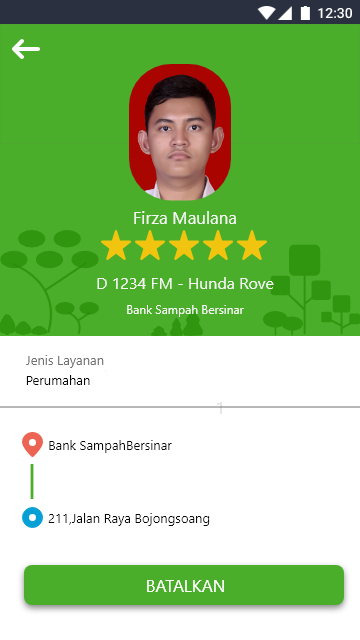 12:30
Firza Maulana
D 1234 FM - Hunda Rove
Bank Sampah Bersinar
Jenis Layanan
Perumahan
1
Bank SampahBersinar
211,Jalan Raya Bojongsoang
BATALKAN